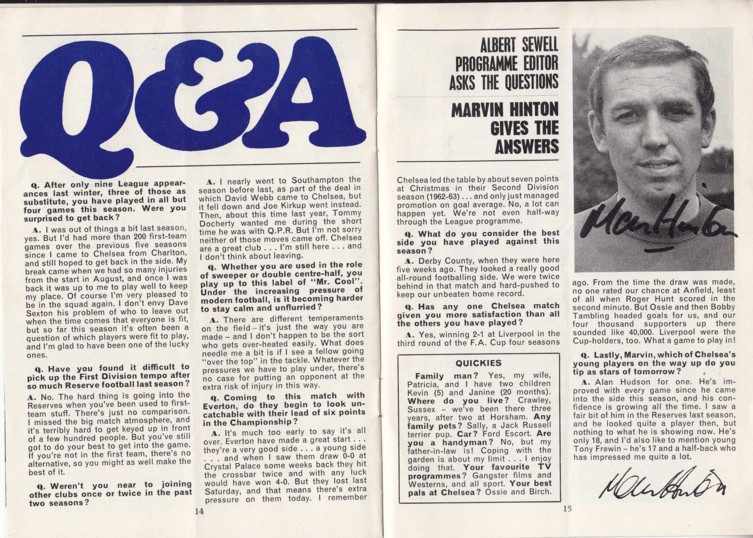 Q&A
Q. After only nine League appear-
ances last winter, three of those as
substitute, you have played in all but
four games this season. Were you
surprised to get back?
A. I was out of things a bit last season,
yes. But I'd had more than 200 first-team
games over the previous five seasons
since I came to Chelsea from Charlton,
and still hoped to get back in the side. My
break came when we had so many injuries
from the start in August, and once I was
back it was up to me to play well to keep
my place. Of course I'm very pleased to
be in the squad again. I don't envy Dave
Sexton his problem of who to leave out
when the time comes that everyone is fit,
but so far this season it's often been a
question of which players were fit to play,
and I'm glad to have been one of the lucky
ones.
Q. Have you found it difficult to
pick up the First Division tempo after
so much Reserve football last season?
A. No. The hard thing is going into the
Reserves when you've been used to first-
team stuff. There's just no comparison.
I missed the big match atmosphere, and
it's terribly hard to get keyed up in front
of a few hundred people. But you've still
got to do your best to get into the game.
If you're not in the first team, there's no
alternative, so you might as well make the
best of it.
Q. Weren't you near to joining
other clubs once or twice in the past
two seasons?
A. I nearly went to Southampton the
season before last, as part of the deal in
which David Webb came to Chelsea, but
it fell down and Joe Kirkup went instead.
Then, about this time last year, Tommy
Docherty wanted me during the short
time he was with Q.P.R. But I'm not sorry
neither of those moves came off. Chelsea
are a great club . . . I'm still here . . . and
I don't think about leaving.
Q. Whether you are used in the role
of sweeper or double centre-half, you
play up to this label of "Mr. Cool".
Under the increasing pressure of
modern football, is it becoming harder
to stay calm and unflurried?
A. There are different temperaments
on the field – it's just the way you are
made – and I don't happen to be the sort
who gets over-heated easily. What does
needle me a bit is if I see a fellow going
"over the top" in the tackle. Whatever the
pressures we have to play under, there's
no case for putting an opponent at the
extra risk of injury in this way.
Q. Coming to this match with
Everton, do they begin to look un-
catchable with their lead of six points
in the Championship?
A. It's much too early to say it's all
over. Everton have made a great start . . .
they're a very good side . . . a young side
. . . and when I saw them draw 0-0 at
Crystal Palace some weeks back they hit
the crossbar twice and with any luck
would have won 4-0. But they lost last
Saturday, and that means there's extra
pressure on them today. I remember
14
ALBERT SEWELL
PROGRAMME EDITOR
ASKS THE QUESTIONS
MARVIN HINTON
GIVES THE
ANSWERS
Chelsea led the table by about seven points
at Christmas in their Second Division
season (1962-63) . . . and only just managed
promotion on goal average. No, a lot can
happen yet. We're not even half-way
through the League programme.
Q. What do you consider the best
side you have played against this
season?
A. Derby County, when they were here
five weeks ago. They looked a really good
all-round footballing side. We were twice
behind in that match and hard-pushed to
keep our unbeaten home record.
Q. Has any one Chelsea match
given you more satisfaction than all
the others you have played?
A. Yes, winning 2-1 at Liverpool in the
third round of the F.A. Cup four seasons
QUICKIES
Family man? Yes, my wife,
Patricia, and I have two children
Kevin (5) and Janine (20 months).
Where do you live? Crawley,
Sussex – we've been there three
years, after two at Horsham. Any
family pets? Sally, a Jack Russell
terrier pup. Car? Ford Escort. Are
you a handyman? No, but my
father-in-law is! Coping with the
garden is about my limit . . . I enjoy
doing that. Your favourite TV
programmes? Gangster films and
Westerns, and all sport. Your best
pals at Chelsea? Ossie and Birch.
Marvin Hinton
ago. From the time the draw was made,
no one rated our chance at Anfield, least
of all when Roger Hunt scored in the
second minute. But Ossie and then Bobby
Tambling headed goals for us, and our
four thousand supporters up there
sounded like 40,000. Liverpool were the
Cup-holders, too. What a game to play in!
Q. Lastly, Marvin, which of Chelsea's
young players on the way up do you
tip as stars of tomorrow?
A. Alan Hudson for one. He's im-
proved with every game since he came
into the side this season, and his con-
fidence is growing all the time. I saw a
fair bit of him in the Reserves last season,
and he looked quite a player then, but
nothing to what he is showing now. He's
only 18, and I'd also like to mention young
Tony Frewin – he's 17 and a half-back who
has impressed me quite a lot.
Marvin Hinton
15